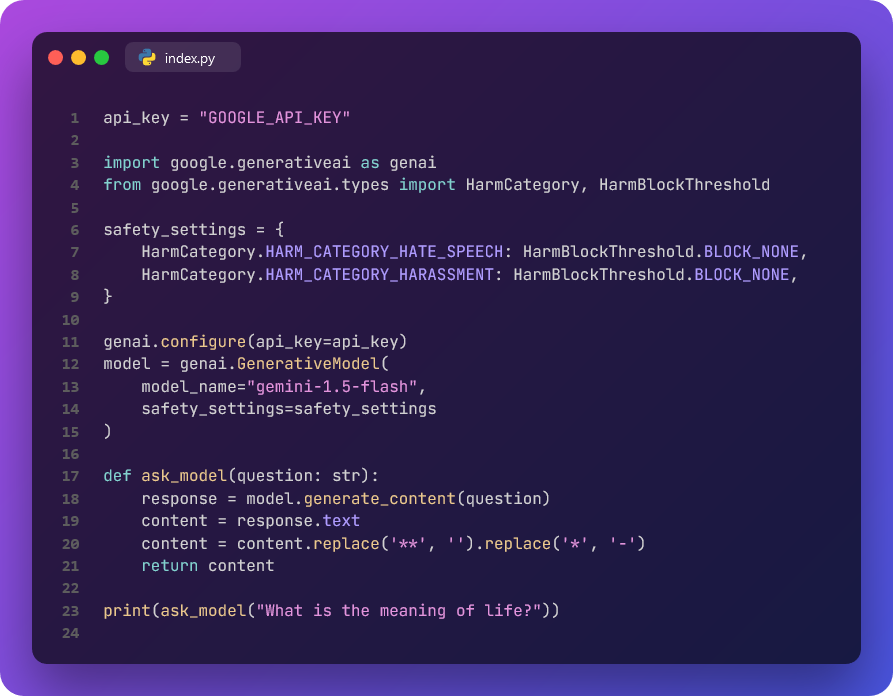 index.py
1 api_key = "GOOGLE_API_KEY"
2
3 import google.generativeai as genai
4 from google.generativeai.types import HarmCategory, HarmBlockThreshold
5
6 safety_settings = {
7     HarmCategory.HARM_CATEGORY_HATE_SPEECH: HarmBlockThreshold.BLOCK_NONE,
8     HarmCategory.HARM_CATEGORY_HARASSMENT: HarmBlockThreshold.BLOCK_NONE,
9 }
10
11 genai.configure(api_key=api_key)
12 model = genai.GenerativeModel(
13     model_name="gemini-1.5-flash",
14     safety_settings=safety_settings
15 )
16
17 def ask_model(question: str):
18     response = model.generate_content(question)
19     content = response.text
20     content = content.replace('**', '').replace('*', '-')
21     return content
22
23 print(ask_model("What is the meaning of life?"))
24